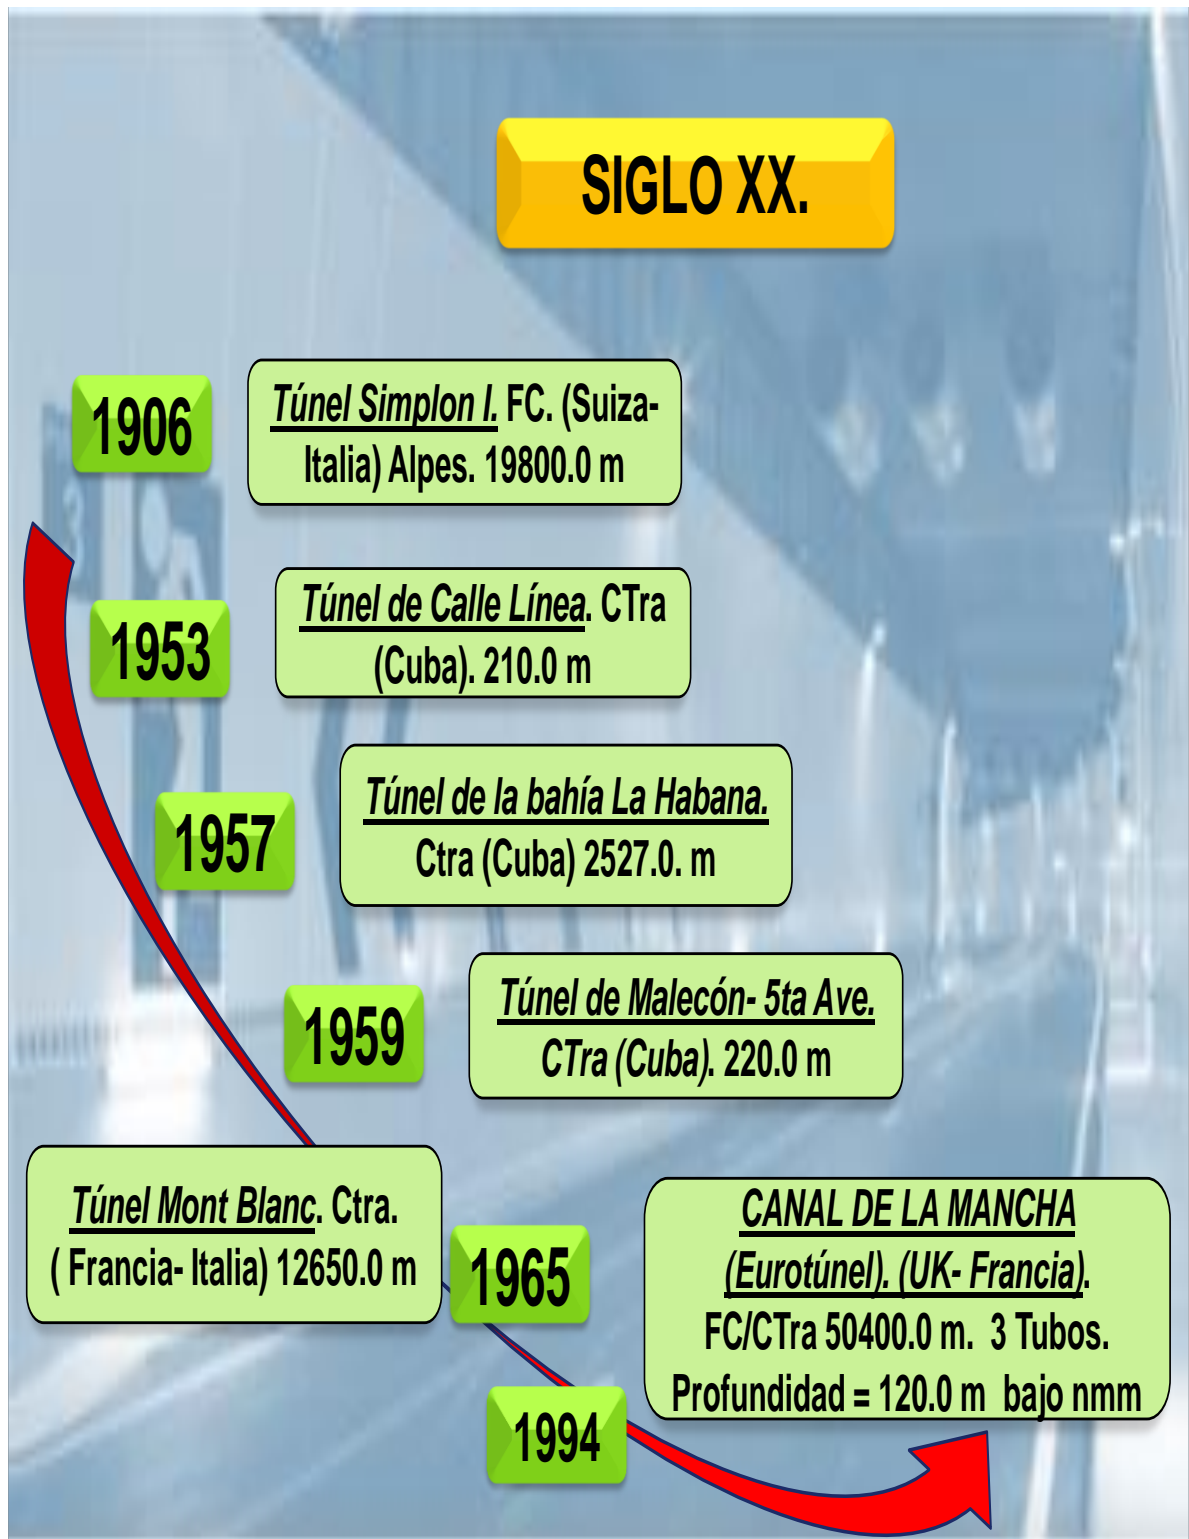 SIGLO XX.
1906
Túnel Simplon I. FC. (Suiza-
Italia) Alpes. 19800.0 m
1953
Túnel de Calle Línea. CTra
(Cuba). 210.0 m
1957
Túnel de la bahía La Habana.
Ctra (Cuba) 2527.0. m
1959
Túnel de Malecón- 5ta Ave.
CTra (Cuba). 220.0 m
Túnel Mont Blanc. Ctra.
( Francia- Italia) 12650.0 m
1965
1994
CANAL DE LA MANCHA
(Eurotúnel). (UK- Francia).
FC/CTra 50400.0 m. 3 Tubos.
Profundidad = 120.0 m bajo nmm